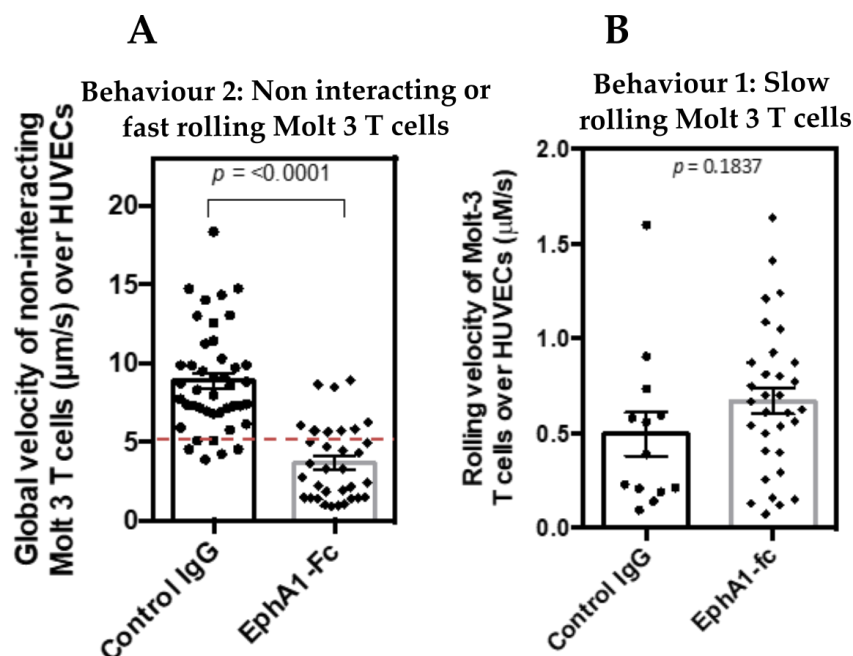 A
Behaviour 2: Non interacting or
fast rolling Molt 3 T cells
Global velocity of non-interacting
Molt 3 T cells (µm/s) over HUVECs
p = <0.0001
20
15
10
5
0
Control IgG
EphA1-Fc
B
Behaviour 1: Slow
rolling Molt 3 T cells
Rolling velocity of Molt-3
T cells over HUVECs (µM/s)
p = 0.1837
2.0
1.5
1.0
0.5
0.0
Control IgG
EphA1-fc